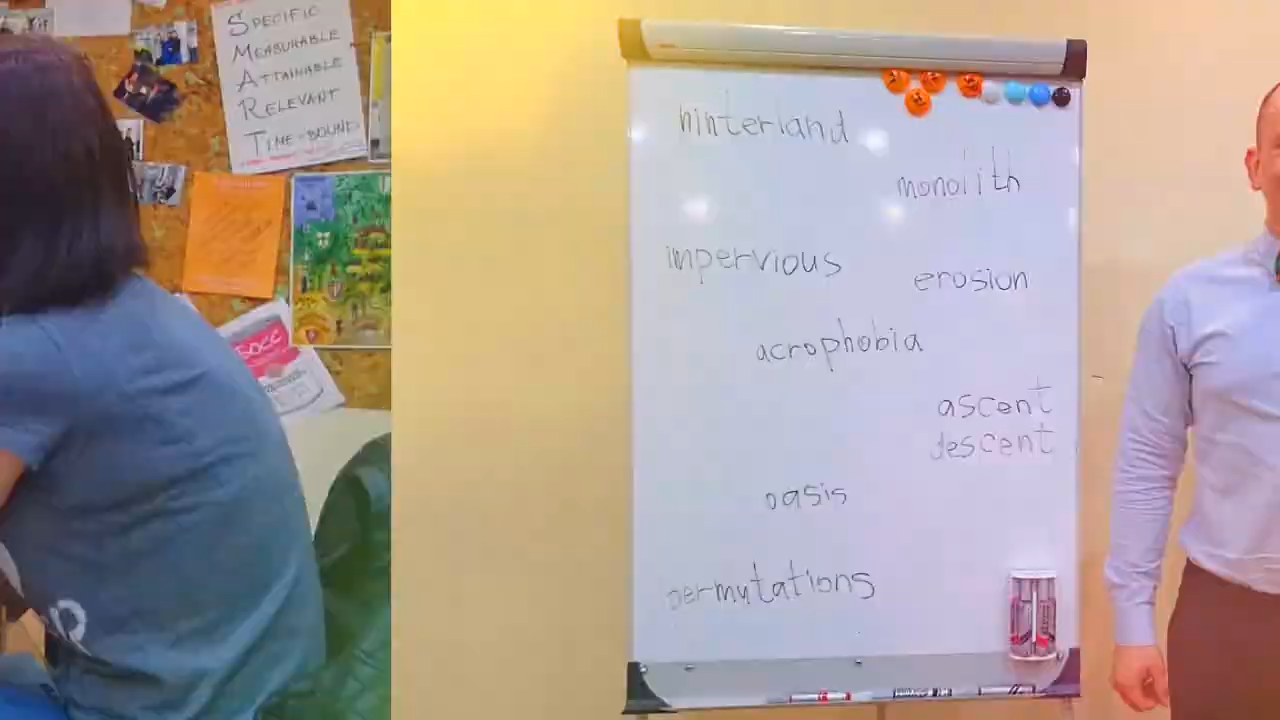 SPECIFIC
MEASURABLE
ATTAINABLE
RELEVANT
TIME-BOUND
hinterland
monolith
impervious
erosion
acrophobia
ascent
descent
oasis
permutations